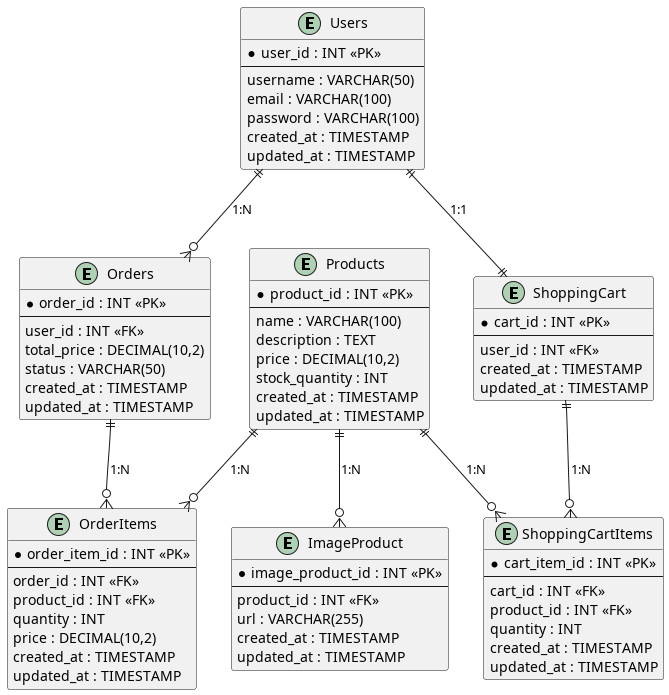 E Users
* user_id : INT «PK»
username : VARCHAR(50)
email : VARCHAR(100)
password : VARCHAR(100)
created_at : TIMESTAMP
updated_at : TIMESTAMP
1:N
1:1
E Orders
* order_id : INT «PK»
user_id : INT «FK»
total_price : DECIMAL(10,2)
status : VARCHAR(50)
created_at : TIMESTAMP
updated_at : TIMESTAMP
E Products
* product_id : INT «PK»
name : VARCHAR(100)
description : TEXT
price : DECIMAL(10,2)
stock_quantity : INT
created_at : TIMESTAMP
updated_at : TIMESTAMP
E ShoppingCart
* cart_id : INT «PK»
user_id : INT «FK»
created_at : TIMESTAMP
updated_at : TIMESTAMP
1:N
1:N
1:N
1:N
1:N
E OrderItems
* order_item_id : INT «PK»
order_id : INT «FK»
product_id : INT «FK»
quantity : INT
price : DECIMAL(10,2)
created_at : TIMESTAMP
updated_at : TIMESTAMP
E ImageProduct
* image_product_id : INT «PK»
product_id : INT «FK»
url : VARCHAR(255)
created_at : TIMESTAMP
updated_at : TIMESTAMP
E ShoppingCartItems
* cart_item_id : INT «PK»
cart_id : INT «FK»
product_id : INT «FK»
quantity : INT
created_at : TIMESTAMP
updated_at : TIMESTAMP